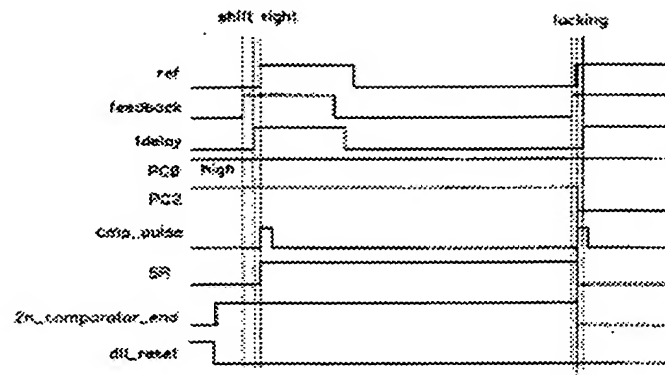 shift right
locking
ref
feedback
fdelay
PC0
high
PC2
cmp_pulse
SR
2n_comparator_end
dll_reset